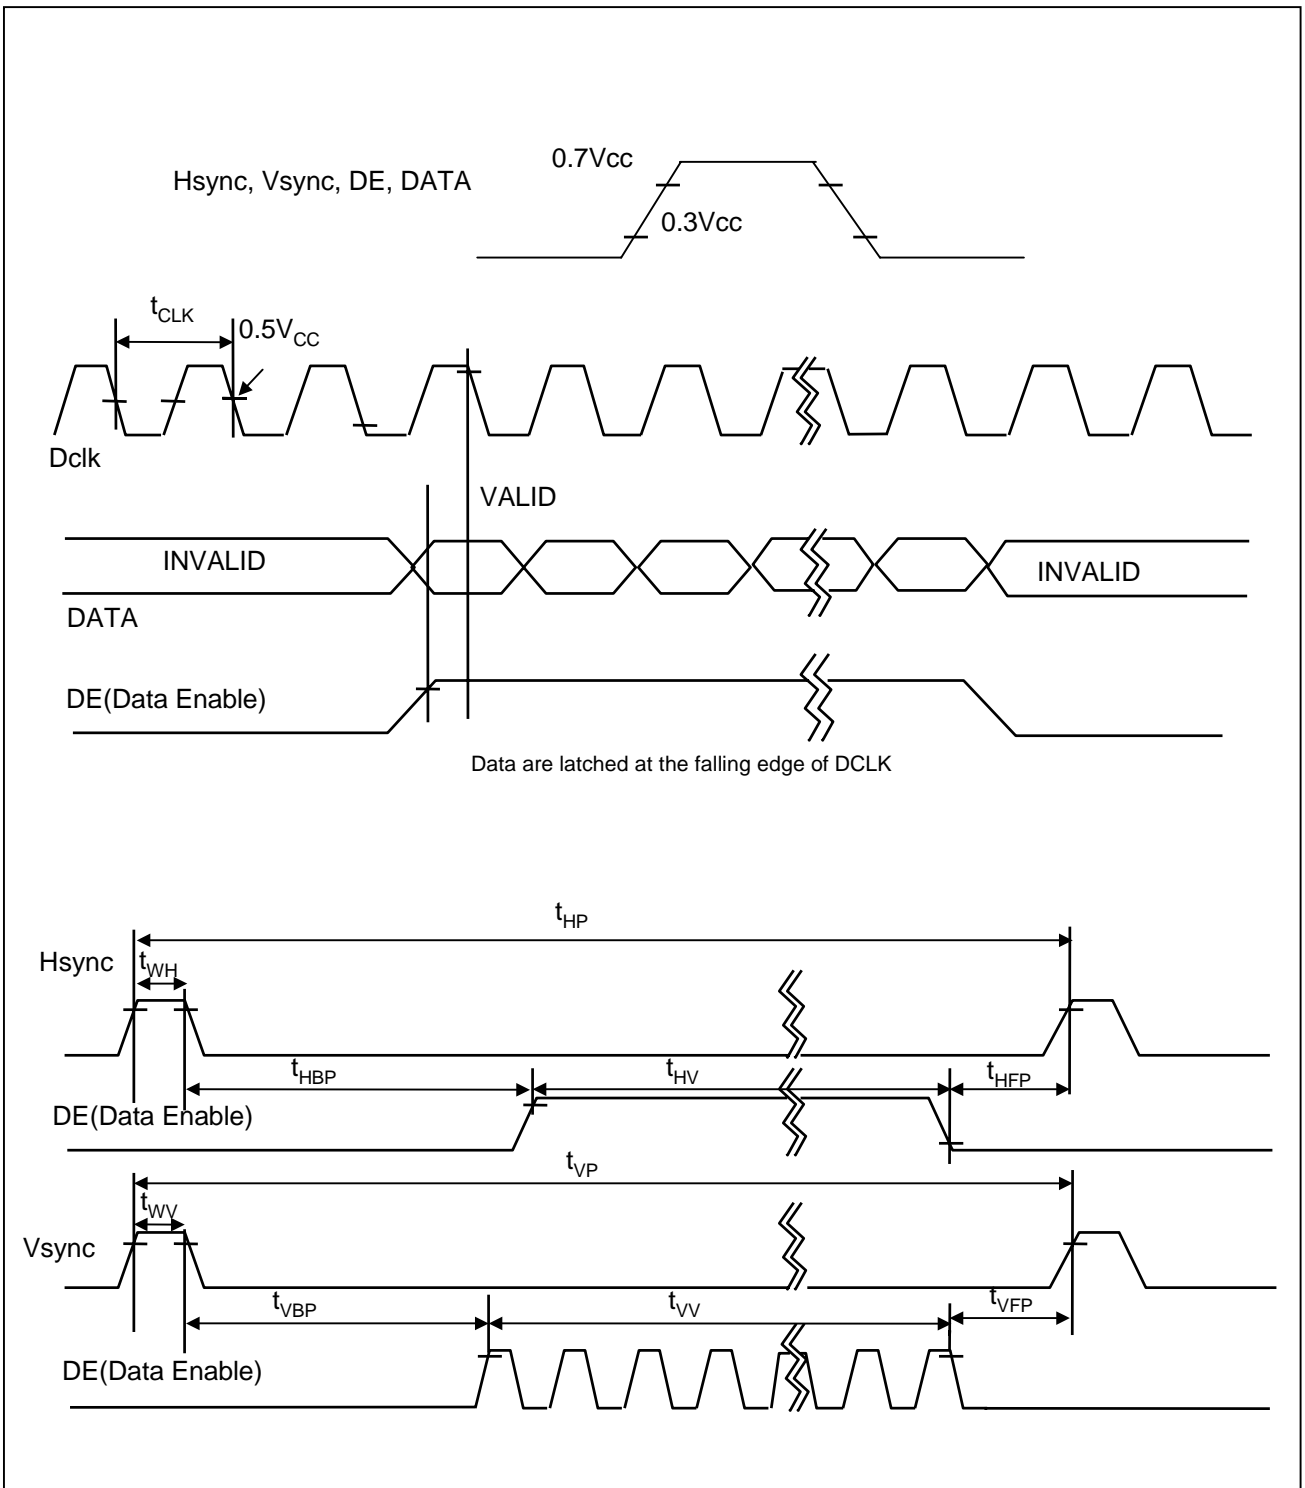 0.7Vcc
Hsync, Vsync, DE, DATA
0.3Vcc
tCLK
0.5VCC
Dclk
VALID
INVALID
INVALID
DATA
DE(Data Enable)
Data are latched at the falling edge of DCLK
tHP
Hsync
tWH
tHBP
tHV
tHFP
DE(Data Enable)
tVP
tWV
Vsync
tVBP
tVV
tVFP
DE(Data Enable)